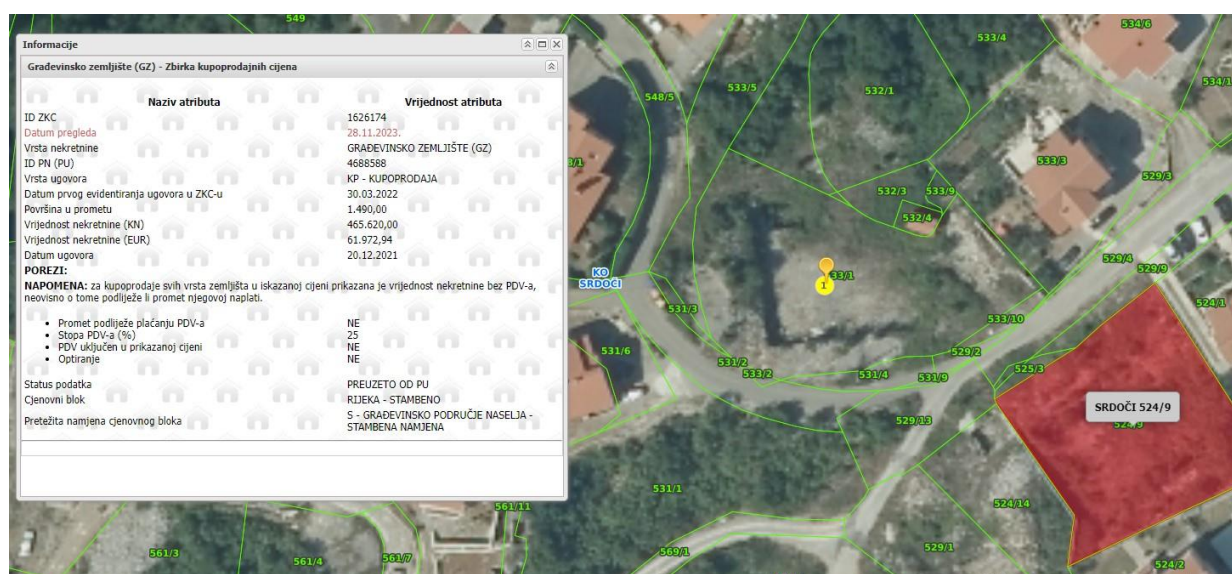 Informacije
Građevinsko zemljište (GZ) - Zbirka kupoprodajnih cijena
Naziv atributa Vrijednost atributa
ID ZKC 1626174
Datum pregleda 28.11.2023.
Vrsta nekretnine GRAĐEVINSKO ZEMLJIŠTE (GZ)
ID PN (PU) 4688588
Vrsta ugovora KP - KUPOPRODAJA
Datum prvog evidentiranja ugovora u ZKC-u 30.03.2022
Površina u prometu 1.490,00
Vrijednost nekretnine (KN) 465.620,00
Vrijednost nekretnine (EUR) 61.972,94
Datum ugovora 20.12.2021
POREZI:
NAPOMENA: za kupoprodaje svih vrsta zemljišta u iskazanoj cijeni prikazana je vrijednost nekretnine bez PDV-a,
neovisno o tome podliježe li promet njegovoj naplati.
Promet podliježe plaćanju PDV-a NE
Stopa PDV-a (%) 25
PDV uključen u prikazanoj cijeni NE
Optiranje NE
Status podatka PREUZETO OD PU
Cjenovni blok RIJEKA - STAMBENO
Pretežita namjena cjenovnog bloka S - GRAĐEVINSKO PODRUČJE NASELJA -
STAMBENA NAMJENA
549
534/6
533/4
534/1
548/5
533/5
532/1
533/3
529/3
532/3
533/9
532/4
529/4
529/9
KO
SRDOČI
33/1
1
531/3
533/10
524/1
531/6
529/2
531/2
533/2
531/4
531/9
525/3
SRDOČI 524/9
524/9
529/13
531/1
524/14
561/11
561/3
561/4
561/7
569/1
529/1
524/2